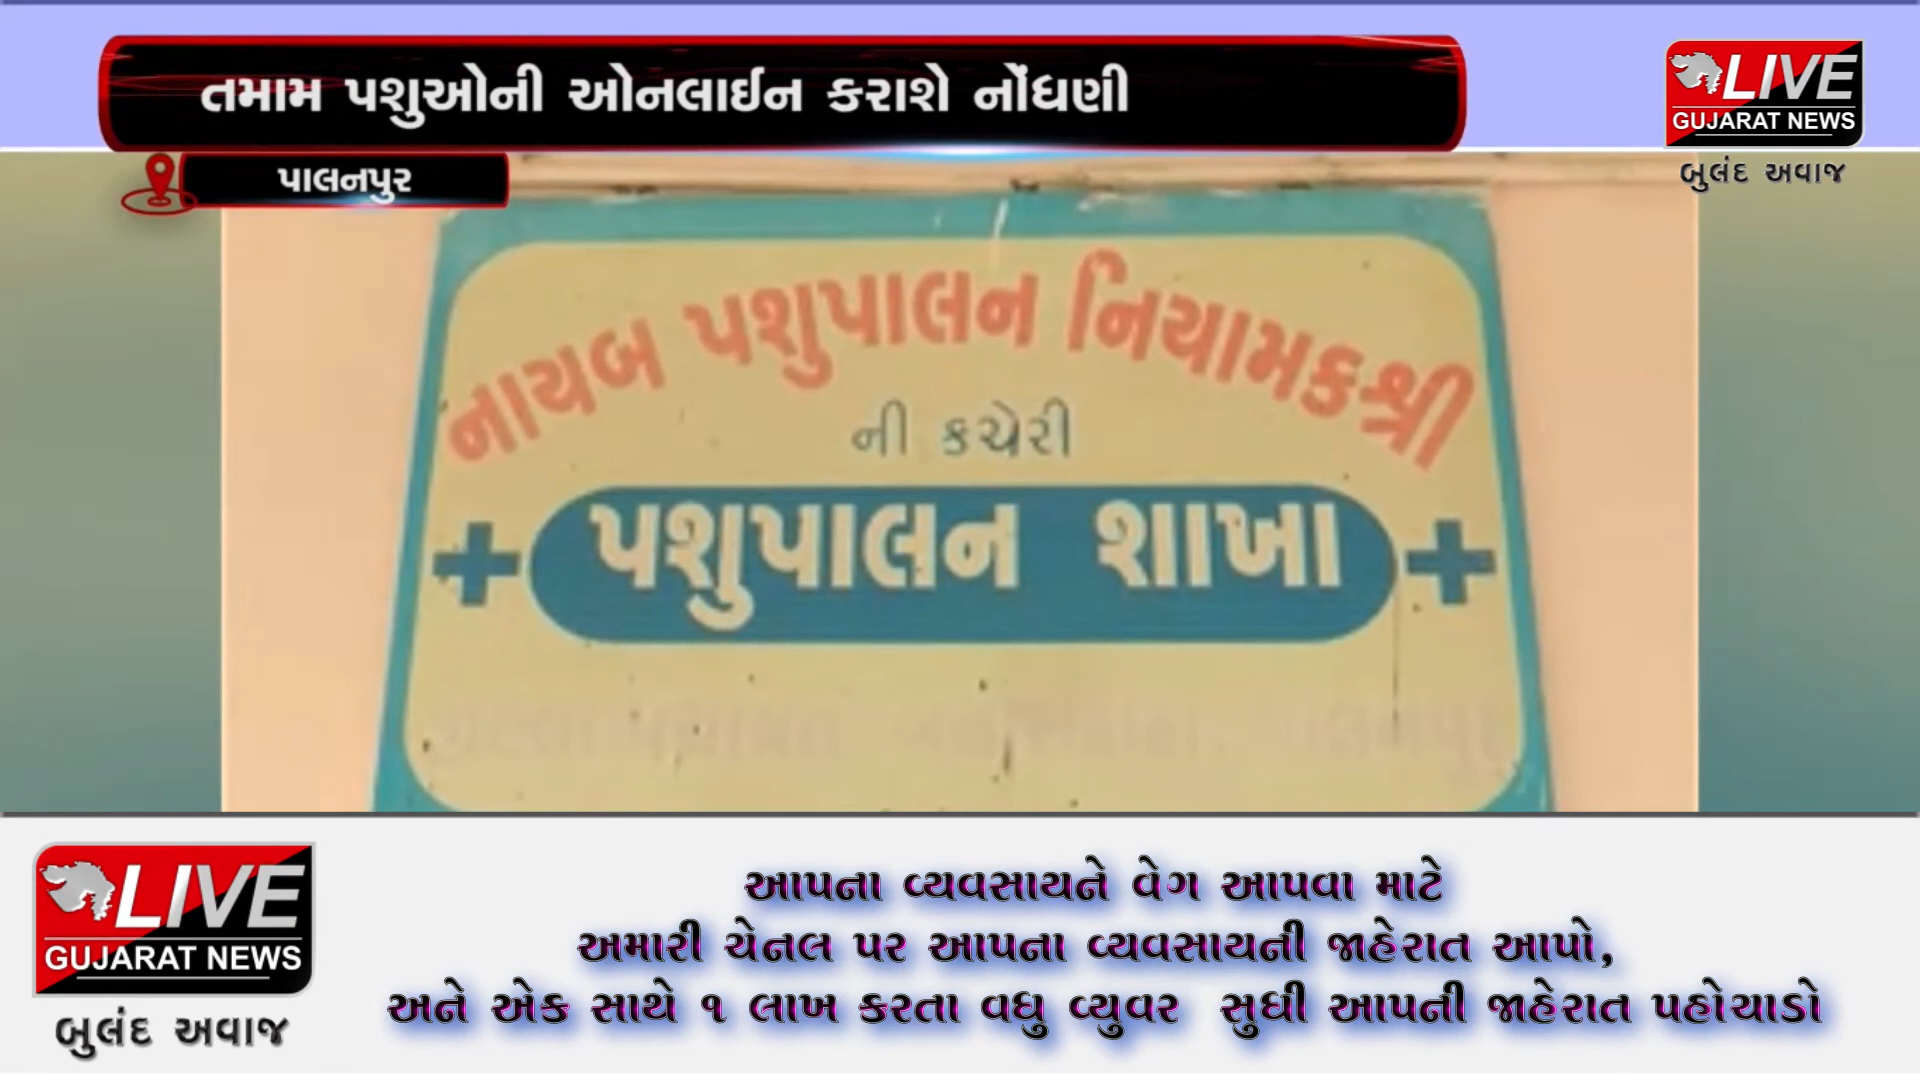 તમામ પશુઓની ઓનલાઈન કરાશે નોંધણી
LIVE
GUJARAT NEWS
બુલંદ અવાજ
પાલનપુર
નાયબ પશુપાલન નિયામકશ્રી
ની કચેરી
પશુપાલન શાખા
LIVE
GUJARAT NEWS
બુલંદ અવાજ
આપના વ્યવસાયને વેગ આપવા માટે
અમારી ચેનલ પર આપના વ્યવસાયની જાહેરાત આપો,
અને એક સાથે ૧ લાખ કરતા વધુ વ્યુવર સુધી આપની જાહેરાત પહોચાડો